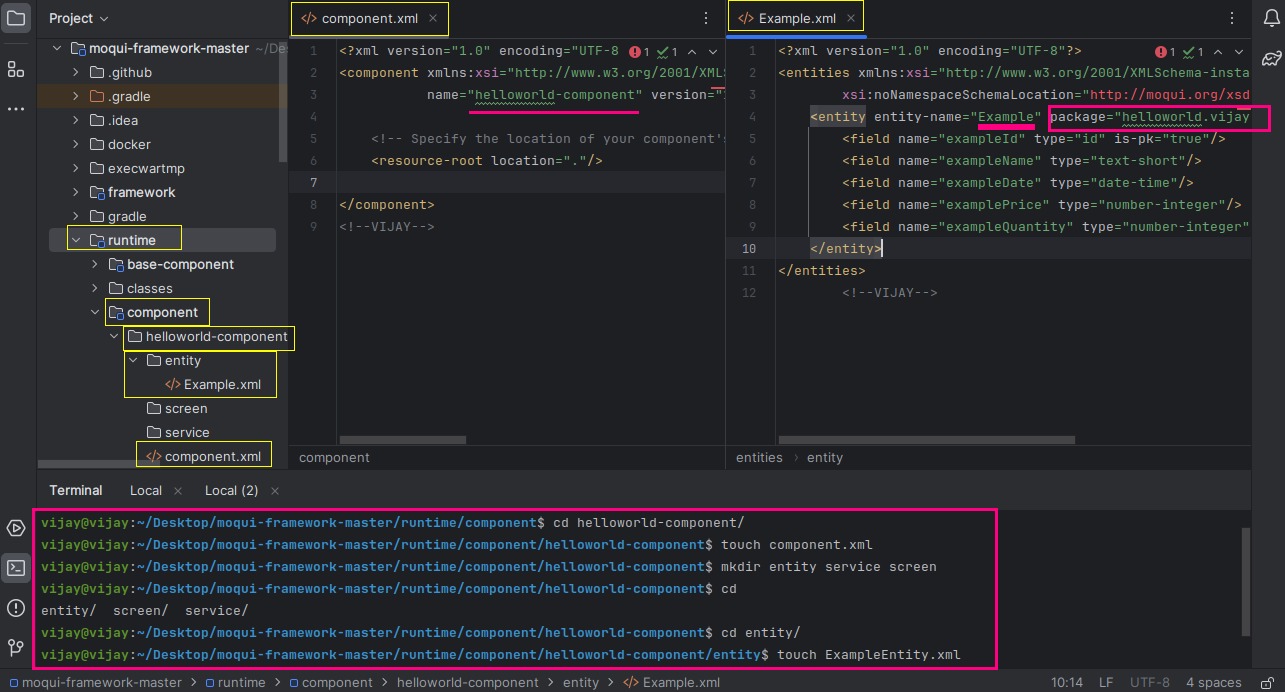 Project
moqui-framework-master ~/De
.github
.gradle
.idea
docker
execwartmp
framework
gradle
runtime
base-component
classes
component
helloworld-component
entity
</> Example.xml
screen
service
</> component.xml
</> component.xml ×
1 <?xml version="1.0" encoding="UTF-8 1 1
2 <component xmlns:xsi="http://www.w3.org/2001/XMLS
3 name="helloworld-component" version="
4
5 <!-- Specify the location of your component's
6 <resource-root location="."/>
7
8 </component>
9 <!--VIJAY-->
component
</> Example.xml ×
1 <?xml version="1.0" encoding="UTF-8"?> 1 1
2 <entities xmlns:xsi="http://www.w3.org/2001/XMLSchema-insta
3 xsi:noNamespaceSchemaLocation="http://moqui.org/xsd
4 <entity entity-name="Example" package="helloworld.vijay
5 <field name="exampleId" type="id" is-pk="true"/>
6 <field name="exampleName" type="text-short"/>
7 <field name="exampleDate" type="date-time"/>
8 <field name="examplePrice" type="number-integer"/>
9 <field name="exampleQuantity" type="number-integer"
10 </entity>
11 </entities>
12 <!--VIJAY-->
entities › entity
Terminal Local × Local (2) ×
vijay@vijay:~/Desktop/moqui-framework-master/runtime/component$ cd helloworld-component/
vijay@vijay:~/Desktop/moqui-framework-master/runtime/component/helloworld-component$ touch component.xml
vijay@vijay:~/Desktop/moqui-framework-master/runtime/component/helloworld-component$ mkdir entity service screen
vijay@vijay:~/Desktop/moqui-framework-master/runtime/component/helloworld-component$ cd
entity/ screen/ service/
vijay@vijay:~/Desktop/moqui-framework-master/runtime/component/helloworld-component$ cd entity/
vijay@vijay:~/Desktop/moqui-framework-master/runtime/component/helloworld-component/entity$ touch ExampleEntity.xml
moqui-framework-master › runtime › component › helloworld-component › entity › </> Example.xml 10:14 LF UTF-8 4 spaces